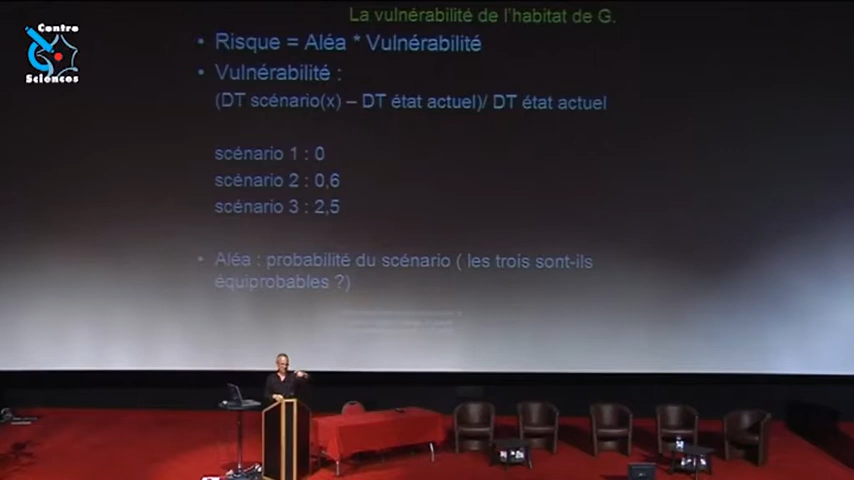 Centre
Sciences
La vulnérabilité de l'habitat de G.
• Risque = Aléa * Vulnérabilité
• Vulnérabilité :
(DT scénario(x) – DT état actuel)/ DT état actuel
scénario 1 : 0
scénario 2 : 0,6
scénario 3 : 2,5
• Aléa : probabilité du scénario ( les trois sont-ils
équiprobables ?)